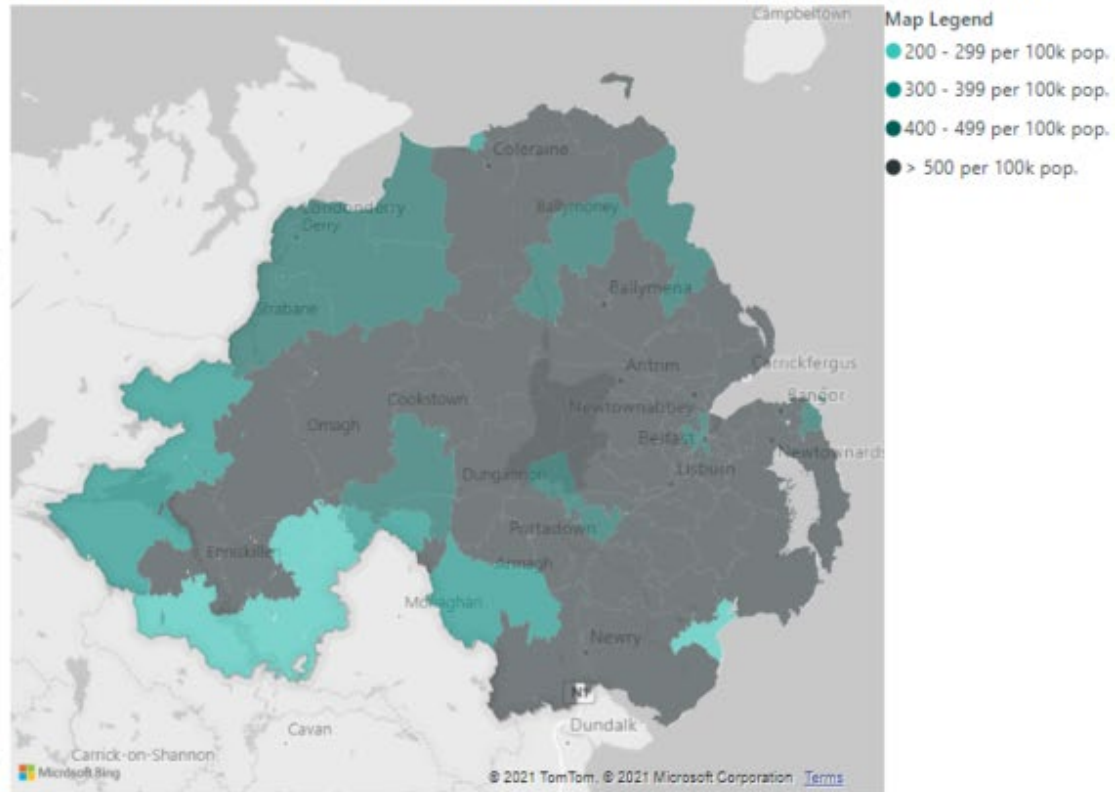 Campbeltown
Map Legend
200 - 299 per 100k pop.
300 - 399 per 100k pop.
400 - 499 per 100k pop.
> 500 per 100k pop.
Coleraine
Londonderry
Derry
Ballymoney
Ballymena
Strabane
Antrim
Carrickfergus
Cookstown
Newtownabbey
Bangor
Omagh
Belfast
Newtownards
Lisburn
Dungannon
Portadown
Enniskillen
Armagh
Monaghan
Newry
N1
Dundalk
Cavan
Carrick-on-Shannon
Microsoft Bing
© 2021 TomTom, © 2021 Microsoft Corporation Terms